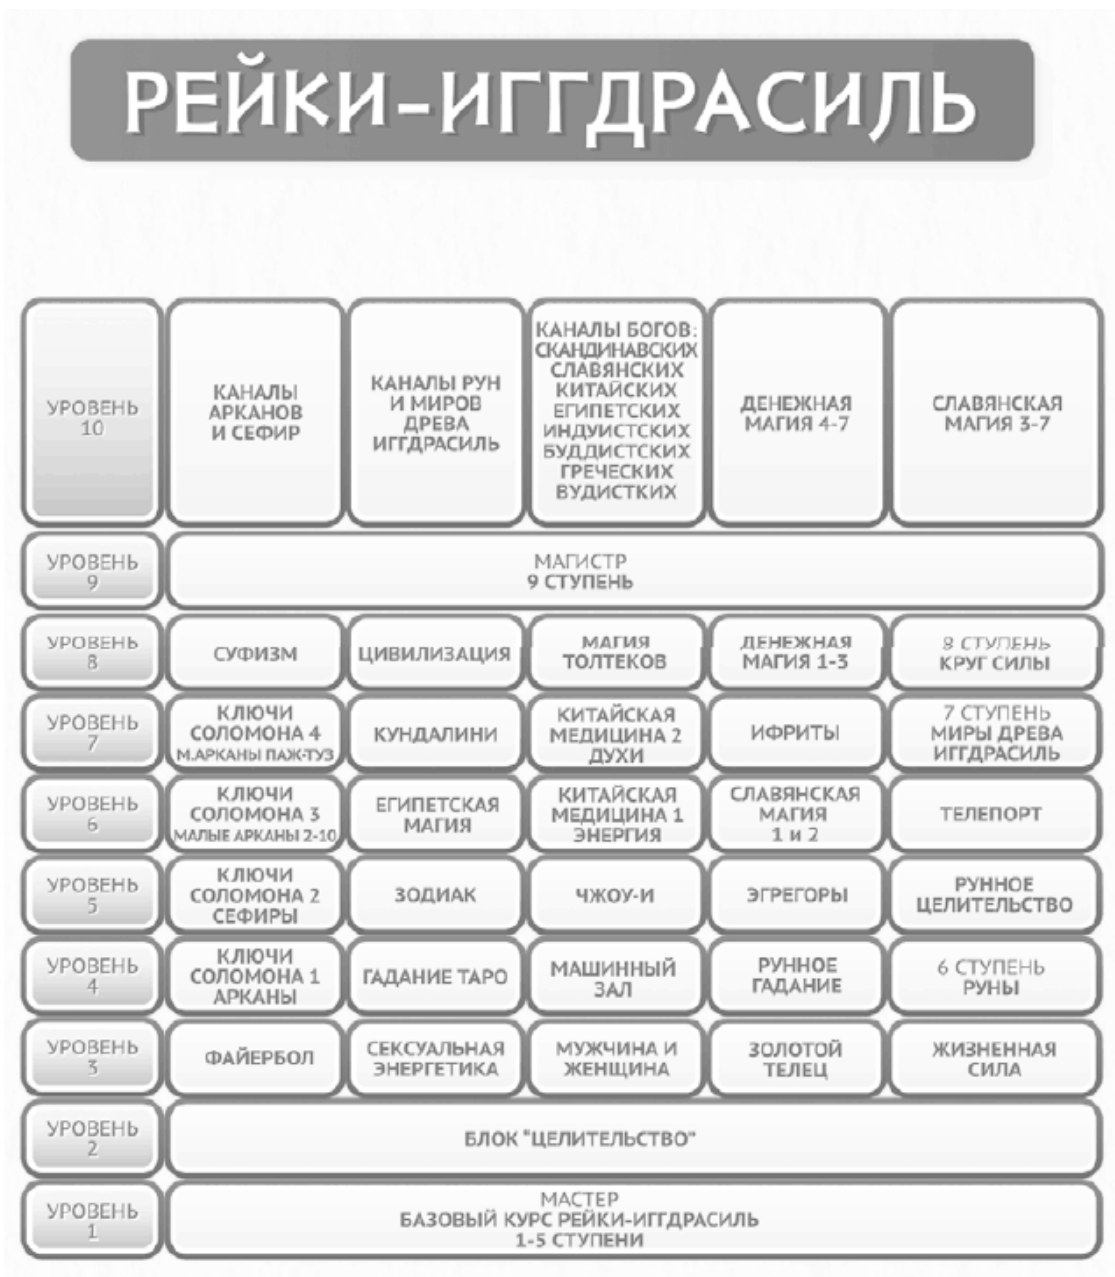 РЕЙКИ-ИГГДРАСИЛЬ
УРОВЕНЬ
10
КАНАЛЫ
АРКАНОВ
И СЕФИР
КАНАЛЫ РУН
И МИРОВ
ДРЕВА
ИГГДРАСИЛЬ
КАНАЛЫ БОГОВ:
СКАНДИНАВСКИХ
СЛАВЯНСКИХ
КИТАЙСКИХ
ЕГИПЕТСКИХ
ИНДУИСТСКИХ
БУДДИСТСКИХ
ГРЕЧЕСКИХ
ВУДИСТКИХ
ДЕНЕЖНАЯ
МАГИЯ 4-7
СЛАВЯНСКАЯ
МАГИЯ 3-7
УРОВЕНЬ
9
МАГИСТР
9 СТУПЕНЬ
УРОВЕНЬ
8
СУФИЗМ
ЦИВИЛИЗАЦИЯ
МАГИЯ
ТОЛТЕКОВ
ДЕНЕЖНАЯ
МАГИЯ 1-3
8 СТУПЕНЬ
КРУГ СИЛЫ
УРОВЕНЬ
7
КЛЮЧИ
СОЛОМОНА 4
М.АРКАНЫ ПАЖ-ТУЗ
КУНДАЛИНИ
КИТАЙСКАЯ
МЕДИЦИНА 2
ДУХИ
ИФРИТЫ
7 СТУПЕНЬ
МИРЫ ДРЕВА
ИГГДРАСИЛЬ
УРОВЕНЬ
6
КЛЮЧИ
СОЛОМОНА 3
МАЛЫЕ АРКАНЫ 2-10
ЕГИПЕТСКАЯ
МАГИЯ
КИТАЙСКАЯ
МЕДИЦИНА 1
ЭНЕРГИЯ
СЛАВЯНСКАЯ
МАГИЯ
1 и 2
ТЕЛЕПОРТ
УРОВЕНЬ
5
КЛЮЧИ
СОЛОМОНА 2
СЕФИРЫ
ЗОДИАК
ЧЖОУ-И
ЭГРЕГОРЫ
РУННОЕ
ЦЕЛИТЕЛЬСТВО
УРОВЕНЬ
4
КЛЮЧИ
СОЛОМОНА 1
АРКАНЫ
ГАДАНИЕ ТАРО
МАШИННЫЙ
ЗАЛ
РУННОЕ
ГАДАНИЕ
6 СТУПЕНЬ
РУНЫ
УРОВЕНЬ
3
ФАЙЕРБОЛ
СЕКСУАЛЬНАЯ
ЭНЕРГЕТИКА
МУЖЧИНА И
ЖЕНЩИНА
ЗОЛОТОЙ
ТЕЛЕЦ
ЖИЗНЕННАЯ
СИЛА
УРОВЕНЬ
2
БЛОК "ЦЕЛИТЕЛЬСТВО"
УРОВЕНЬ
1
МАСТЕР
БАЗОВЫЙ КУРС РЕЙКИ-ИГГДРАСИЛЬ
1-5 СТУПЕНИ